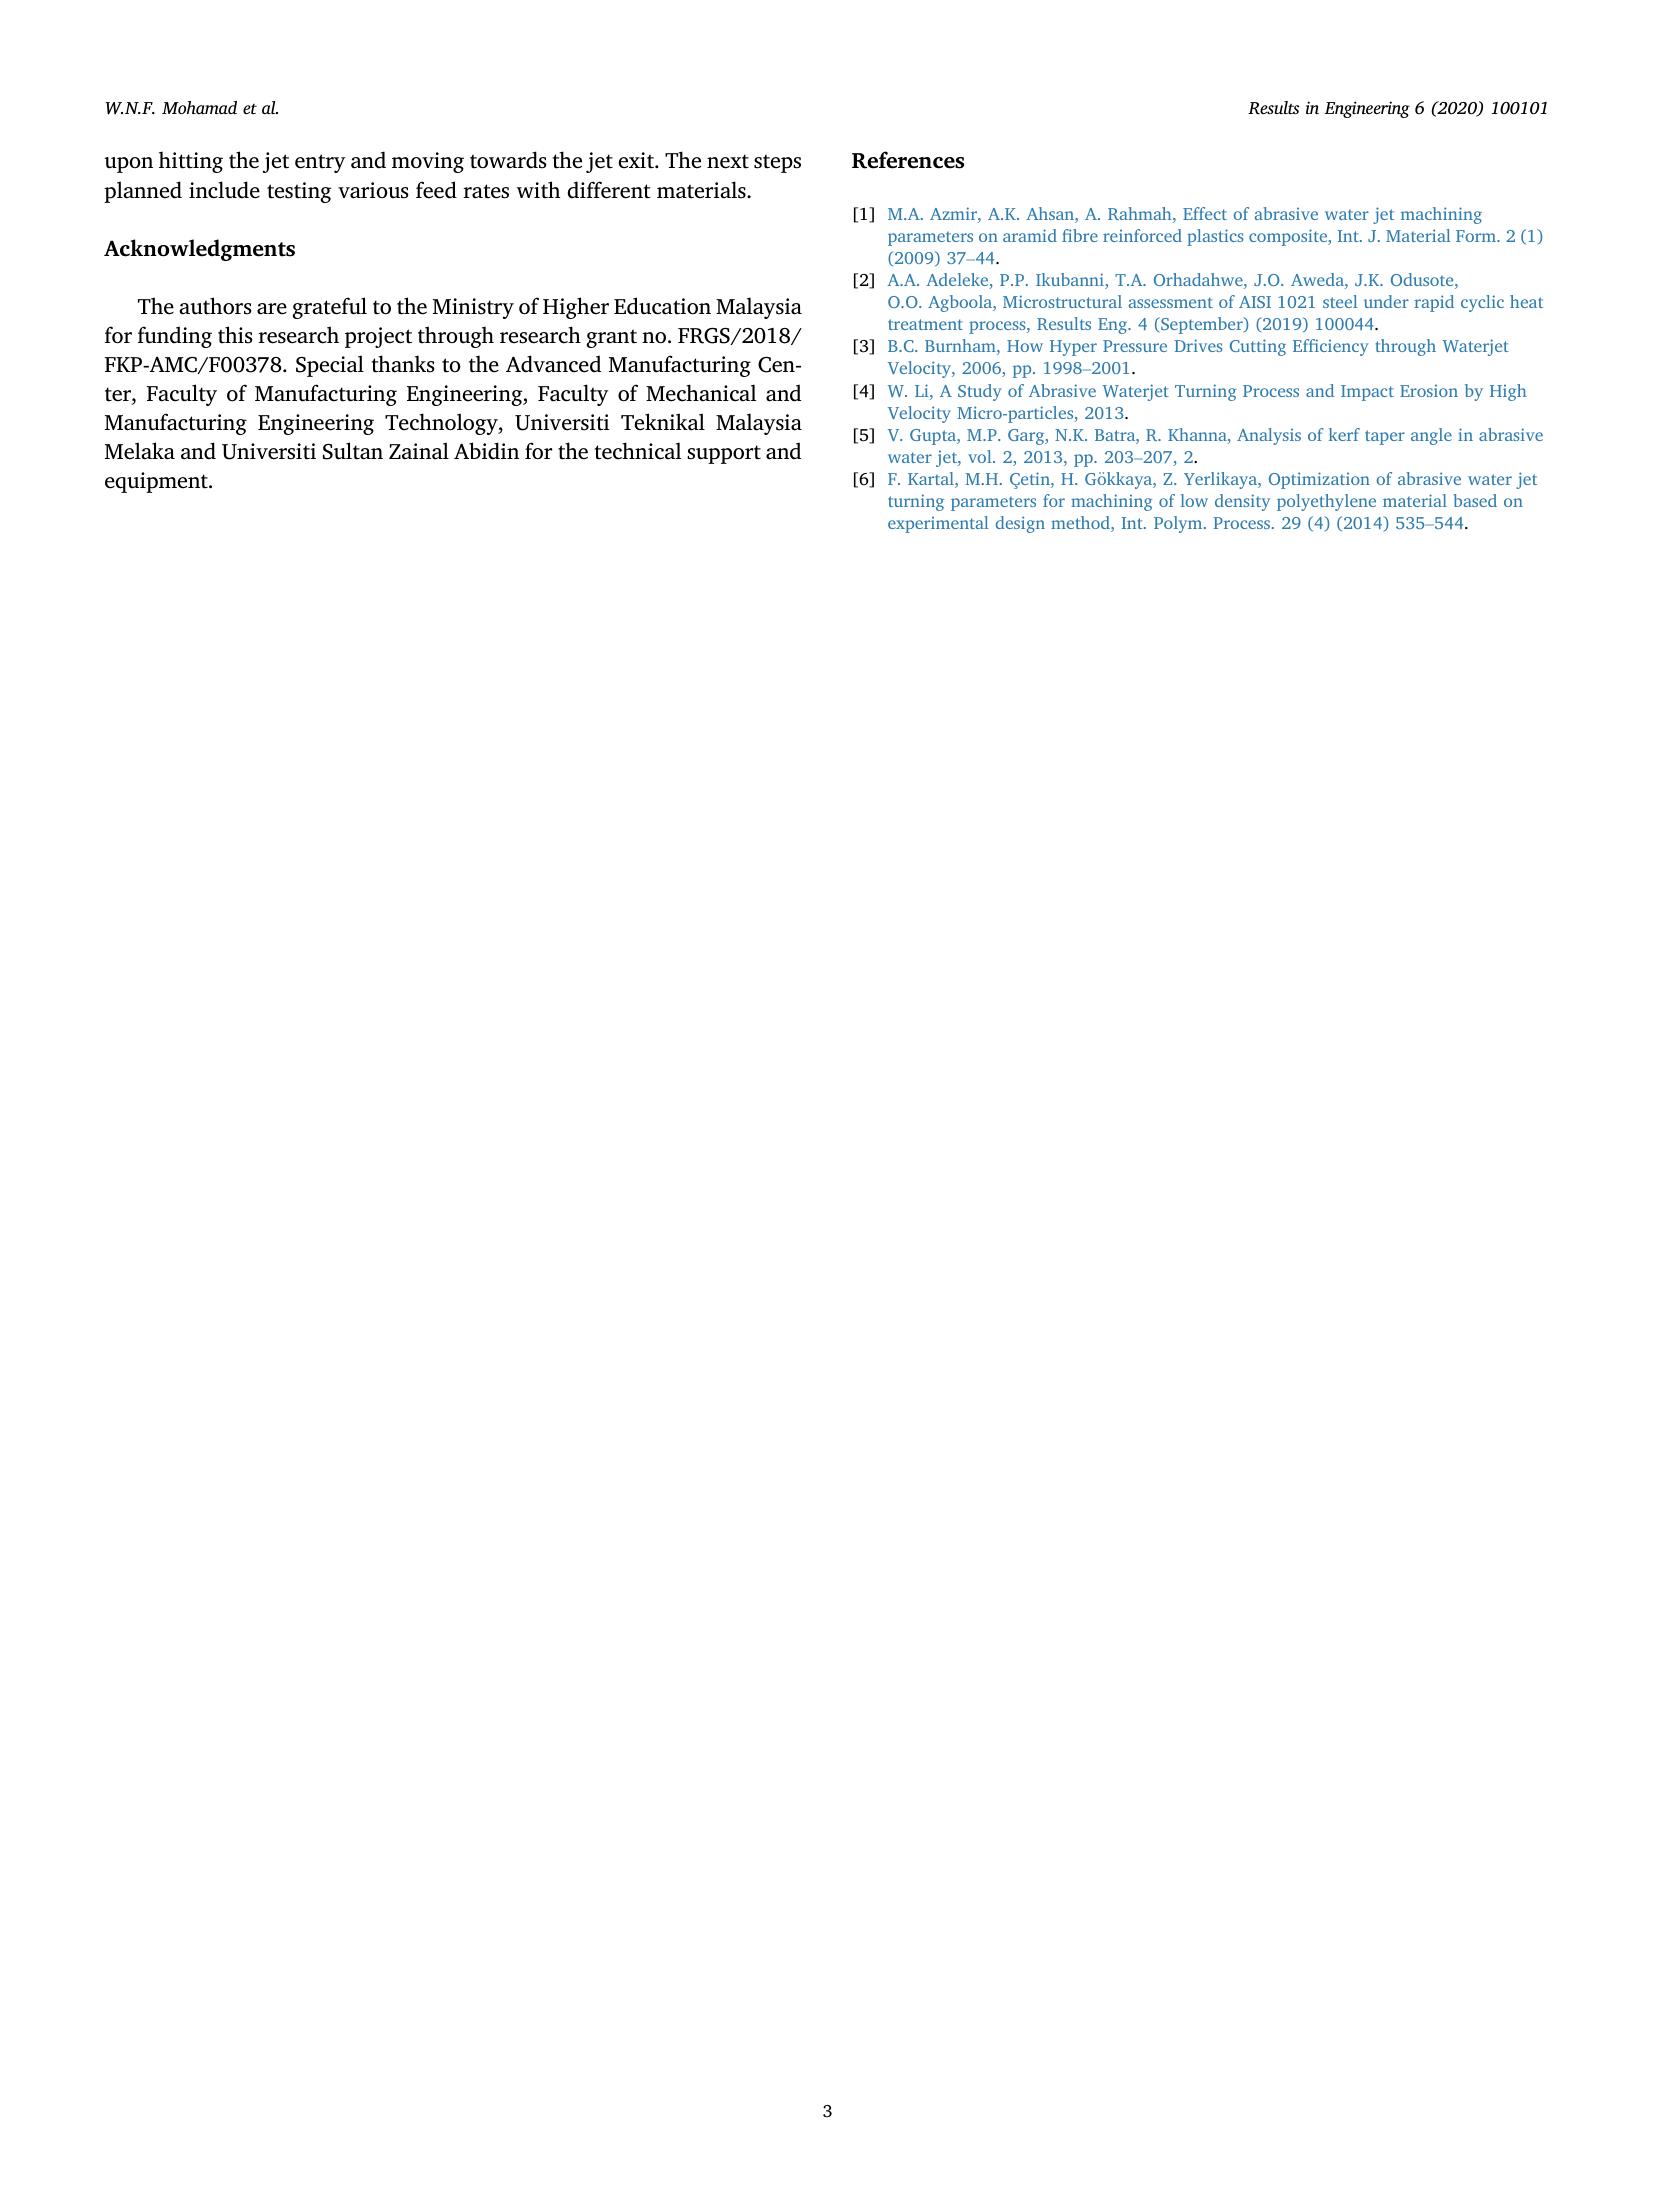 W.N.F. Mohamad et al.
Results in Engineering 6 (2020) 100101
upon hitting the jet entry and moving towards the jet exit. The next steps
planned include testing various feed rates with different materials.
Acknowledgments
The authors are grateful to the Ministry of Higher Education Malaysia
for funding this research project through research grant no. FRGS/2018/
FKP-AMC/F00378. Special thanks to the Advanced Manufacturing Cen-
ter, Faculty of Manufacturing Engineering, Faculty of Mechanical and
Manufacturing Engineering Technology, Universiti Teknikal Malaysia
Melaka and Universiti Sultan Zainal Abidin for the technical support and
equipment.
References
[1] M.A. Azmir, A.K. Ahsan, A. Rahmah, Effect of abrasive water jet machining
parameters on aramid fibre reinforced plastics composite, Int. J. Material Form. 2 (1)
(2009) 37–44.
[2] A.A. Adeleke, P.P. Ikubanni, T.A. Orhadahwe, J.O. Aweda, J.K. Odusote,
O.O. Agboola, Microstructural assessment of AISI 1021 steel under rapid cyclic heat
treatment process, Results Eng. 4 (September) (2019) 100044.
[3] B.C. Burnham, How Hyper Pressure Drives Cutting Efficiency through Waterjet
Velocity, 2006, pp. 1998–2001.
[4] W. Li, A Study of Abrasive Waterjet Turning Process and Impact Erosion by High
Velocity Micro-particles, 2013.
[5] V. Gupta, M.P. Garg, N.K. Batra, R. Khanna, Analysis of kerf taper angle in abrasive
water jet, vol. 2, 2013, pp. 203–207, 2.
[6] F. Kartal, M.H. Çetin, H. Gökkaya, Z. Yerlikaya, Optimization of abrasive water jet
turning parameters for machining of low density polyethylene material based on
experimental design method, Int. Polym. Process. 29 (4) (2014) 535–544.
3